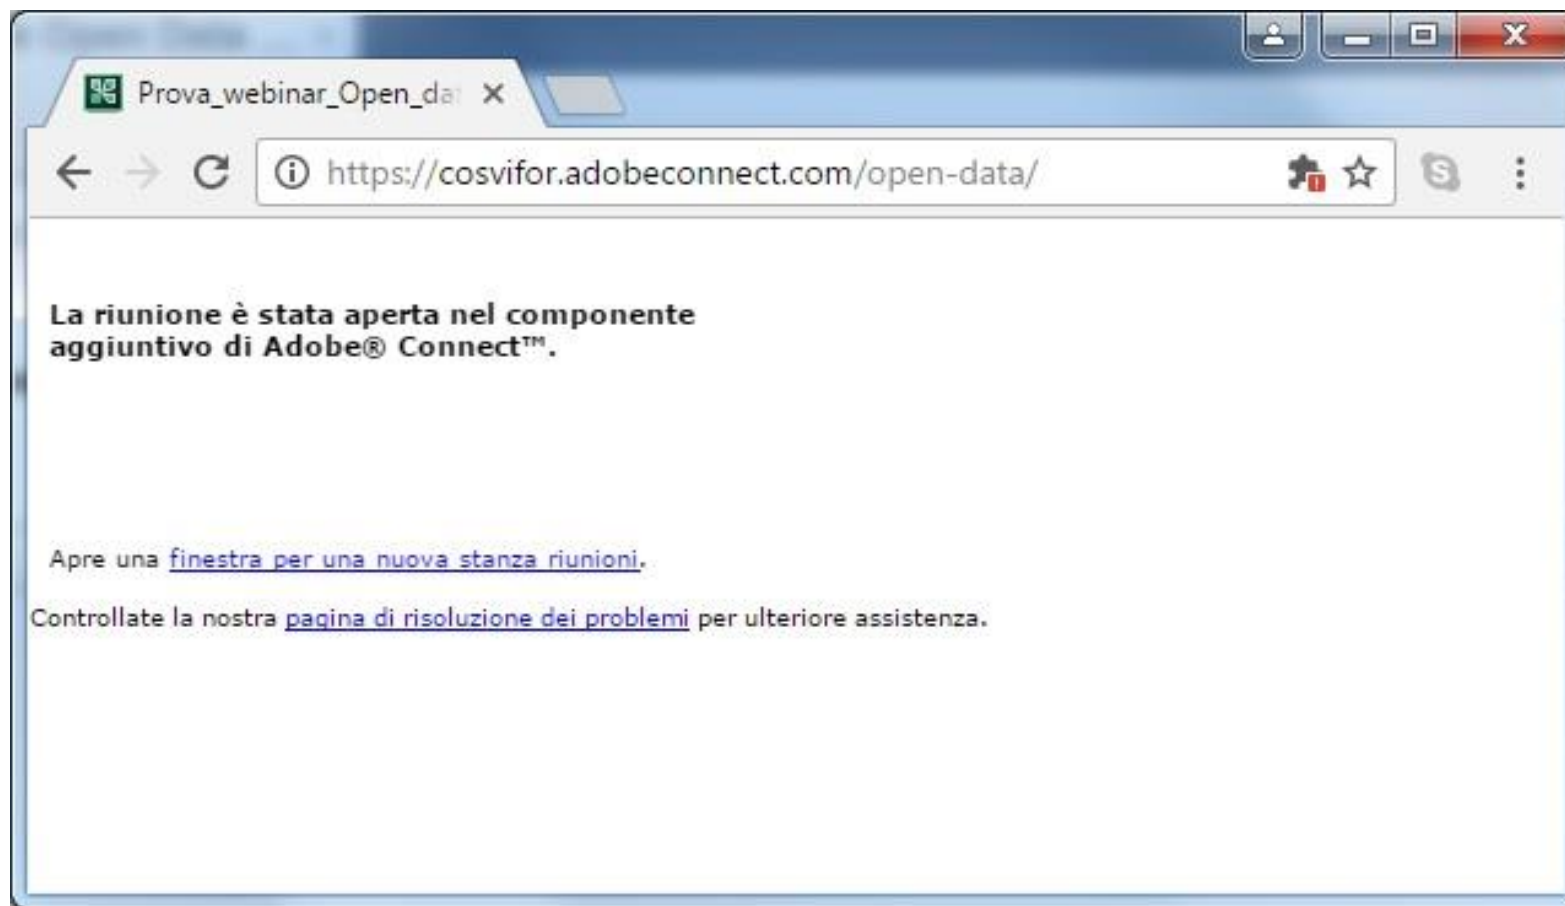 Prova_webinar_Open_da
https://cosvifor.adobeconnect.com/open-data/
La riunione è stata aperta nel componente
aggiuntivo di Adobe® Connect™.
Apre una finestra per una nuova stanza riunioni.
Controllate la nostra pagina di risoluzione dei problemi per ulteriore assistenza.